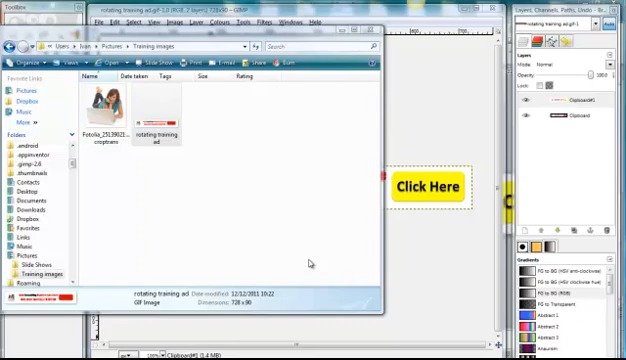 Toolbox
rotating training ad.gif-1.0 (RGB, 2 layers) 728x90 – GIMP
Edit Select View Image Layer Colours Tools Filters Windows Help
Layers, Channels, Paths, Undo - B...
rotating training ad.gif-1
Users Ivan Pictures Training images
Search
Organize Views Open Slide Show Print E-mail Share Burn
Favorite Links
Pictures
Dropbox
Music
More »
Folders
.android
.appinventor
.gimp-2.6
.thumbnails
Contacts
Desktop
Documents
Downloads
Dropbox
Favorites
Links
Music
Pictures
Slide Shows
Training images
Roaming
Name Date taken Tags Size Rating
Fotolia_25139021_
croptrans
rotating training
ad
rotating training ad Date modified: 12/12/2011 10:22
GIF Image Dimensions: 728 x 90
Click Here
Layers
Mode: Normal
Opacity: 100.0
Lock:
Clipboard#1
Clipboard
Gradients
FG to BG (HSV anti-clockwise)
FG to BG (HSV clockwise hue)
FG to BG (RGB)
FG to Transparent
Abstract 1
Abstract 2
Abstract 3
Aneurism
Clipboard#1 (1.4 MB)